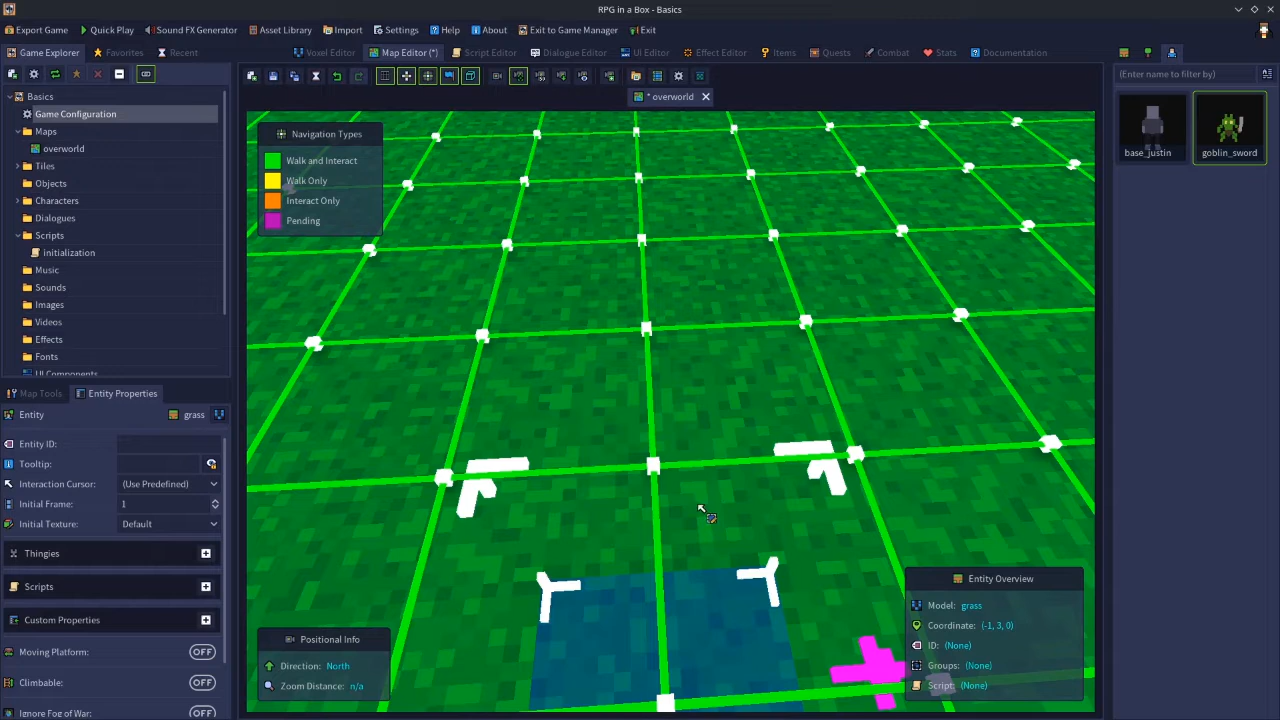 RPG in a Box - Basics
Export Game Quick Play Sound FX Generator Asset Library Import Settings Help About Exit to Game Manager Exit
Game Explorer Favorites Recent
Voxel Editor Map Editor (*) Script Editor Dialogue Editor UI Editor Effect Editor Items Quests Combat Stats Documentation
(Enter name to filter by)
* overworld
Basics
Game Configuration
Maps
overworld
Tiles
Objects
Characters
Dialogues
Scripts
initialization
Music
Sounds
Images
Videos
Effects
Fonts
UI Components
Navigation Types
Walk and Interact
Walk Only
Interact Only
Pending
base_justin
goblin_sword
Map Tools Entity Properties
Entity grass
Entity ID:
Tooltip:
Interaction Cursor: (Use Predefined)
Initial Frame: 1
Initial Texture: Default
Thingies
Scripts
Custom Properties
Moving Platform: OFF
Climbable: OFF
Ignore Fog of War: OFF
Positional Info
Direction: North
Zoom Distance: n/a
Entity Overview
Model: grass
Coordinate: (-1, 3, 0)
ID: (None)
Groups: (None)
Script: (None)